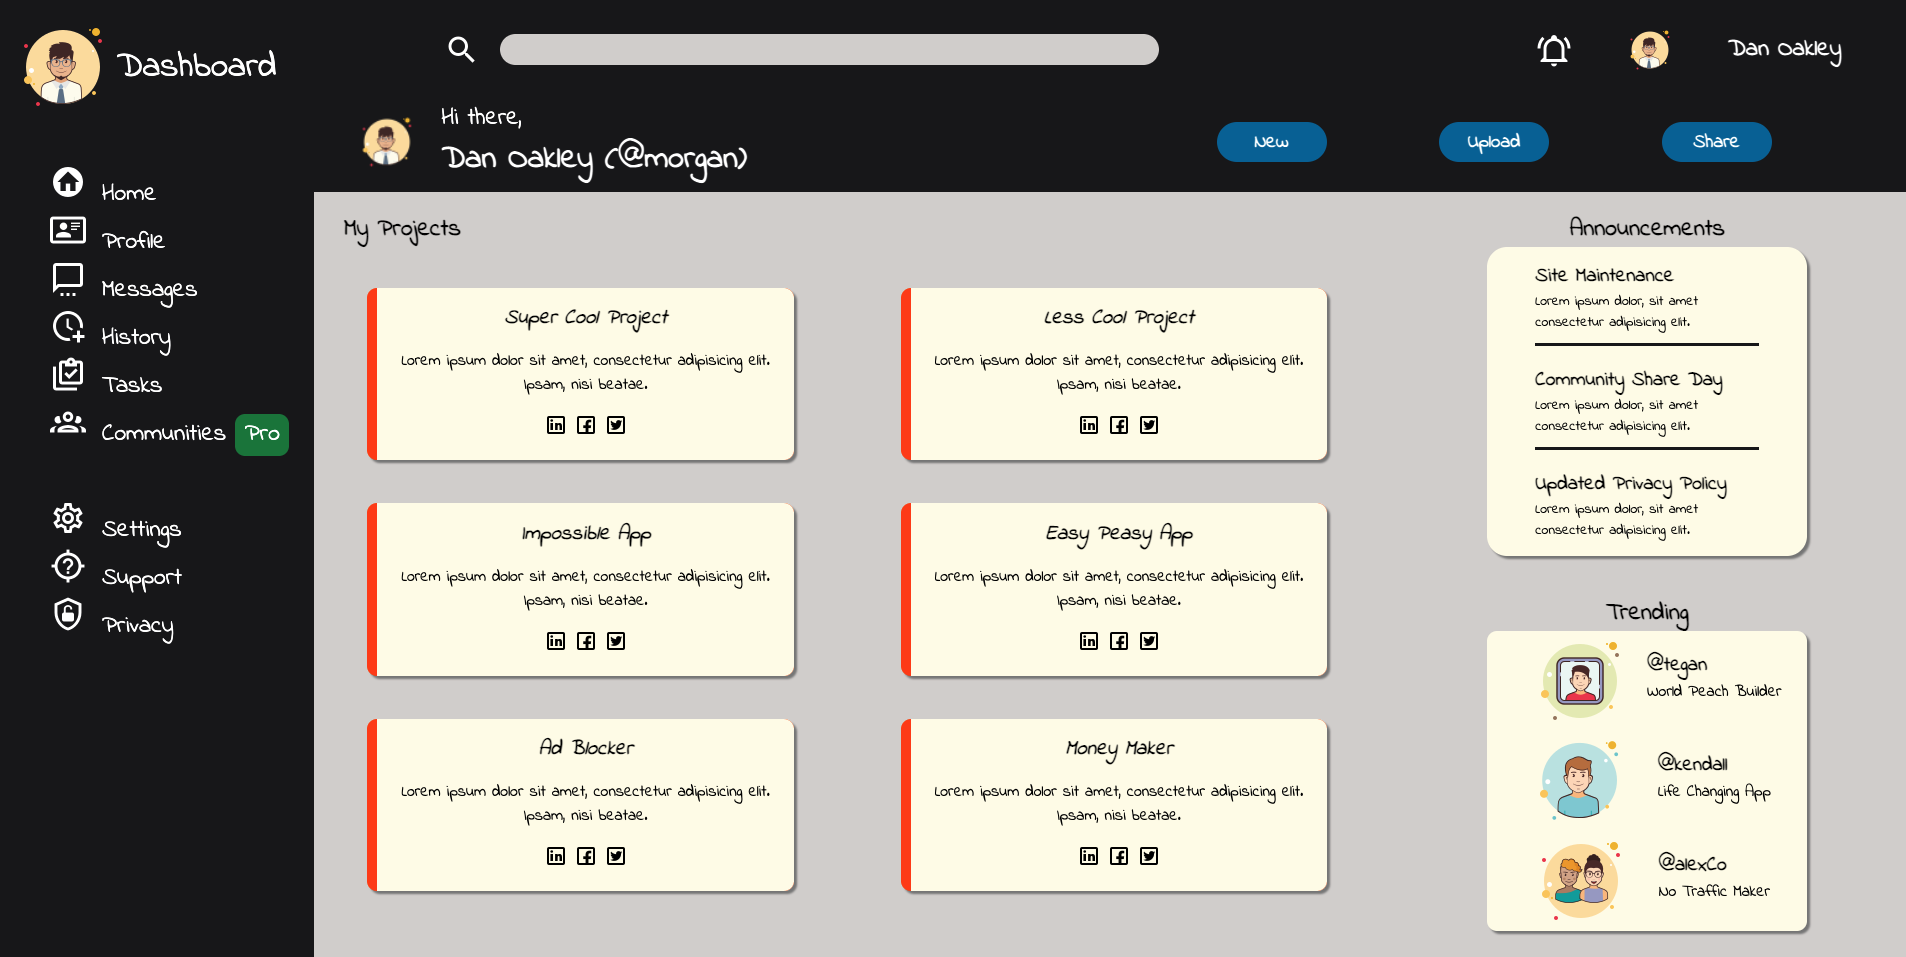 Dashboard
Dan Oakley
Hi there,
Dan Oakley (@morgan)
New
Upload
Share
Home
Profile
Messages
History
Tasks
Communities Pro
Settings
Support
Privacy
My Projects
Super Cool Project
Lorem ipsum dolor sit amet, consectetur adipisicing elit.
Ipsam, nisi beatae.
Less Cool Project
Lorem ipsum dolor sit amet, consectetur adipisicing elit.
Ipsam, nisi beatae.
Impossible App
Lorem ipsum dolor sit amet, consectetur adipisicing elit.
Ipsam, nisi beatae.
Easy Peasy App
Lorem ipsum dolor sit amet, consectetur adipisicing elit.
Ipsam, nisi beatae.
Ad Blocker
Lorem ipsum dolor sit amet, consectetur adipisicing elit.
Ipsam, nisi beatae.
Money Maker
Lorem ipsum dolor sit amet, consectetur adipisicing elit.
Ipsam, nisi beatae.
Announcements
Site Maintenance
Lorem ipsum dolor, sit amet
consectetur adipisicing elit.
Community Share Day
Lorem ipsum dolor, sit amet
consectetur adipisicing elit.
Updated Privacy Policy
Lorem ipsum dolor, sit amet
consectetur adipisicing elit.
Trending
@tegan
World Peach Builder
@kendall
Life Changing App
@alexCo
No Traffic Maker